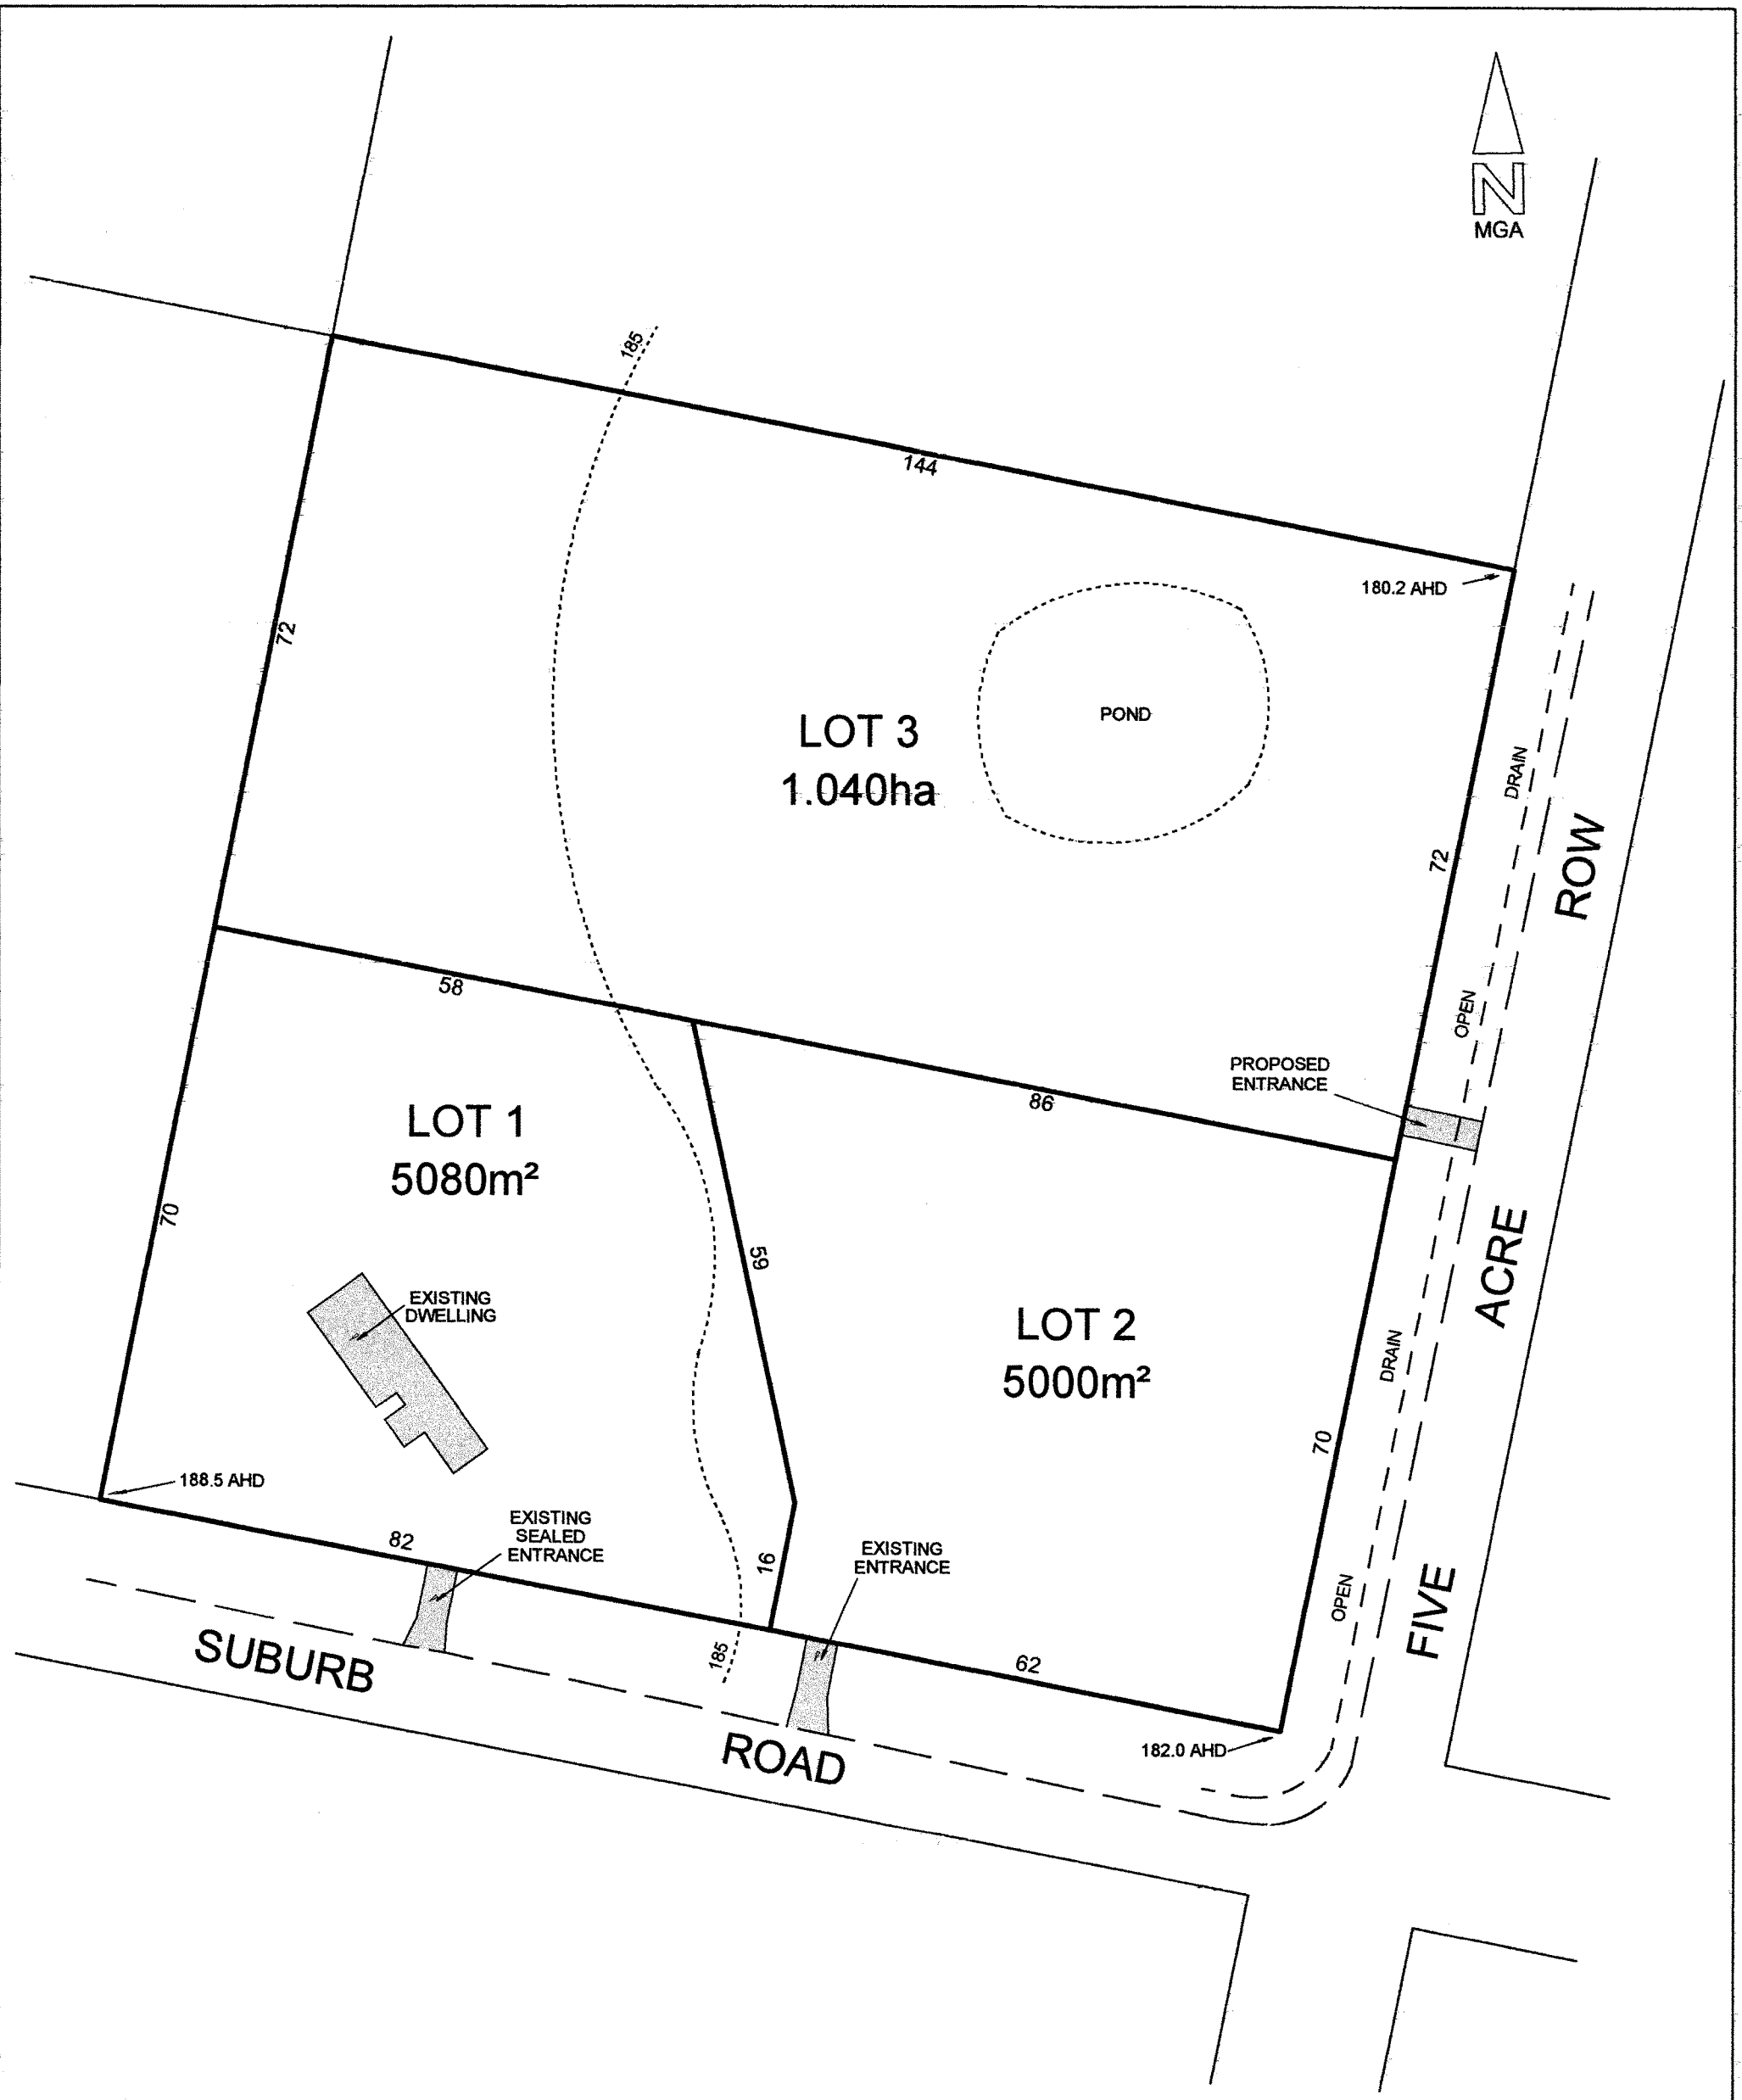 N
MGA
185
144
180.2 AHD
72
LOT 3
1.040ha
POND
DRAIN
72
ROW
OPEN
58
PROPOSED
ENTRANCE
86
LOT 1
5080m²
70
59
ACRE
EXISTING
DWELLING
LOT 2
5000m²
DRAIN
70
188.5 AHD
82
EXISTING
SEALED
ENTRANCE
16
EXISTING
ENTRANCE
OPEN
FIVE
SUBURB
185
62
ROAD
182.0 AHD